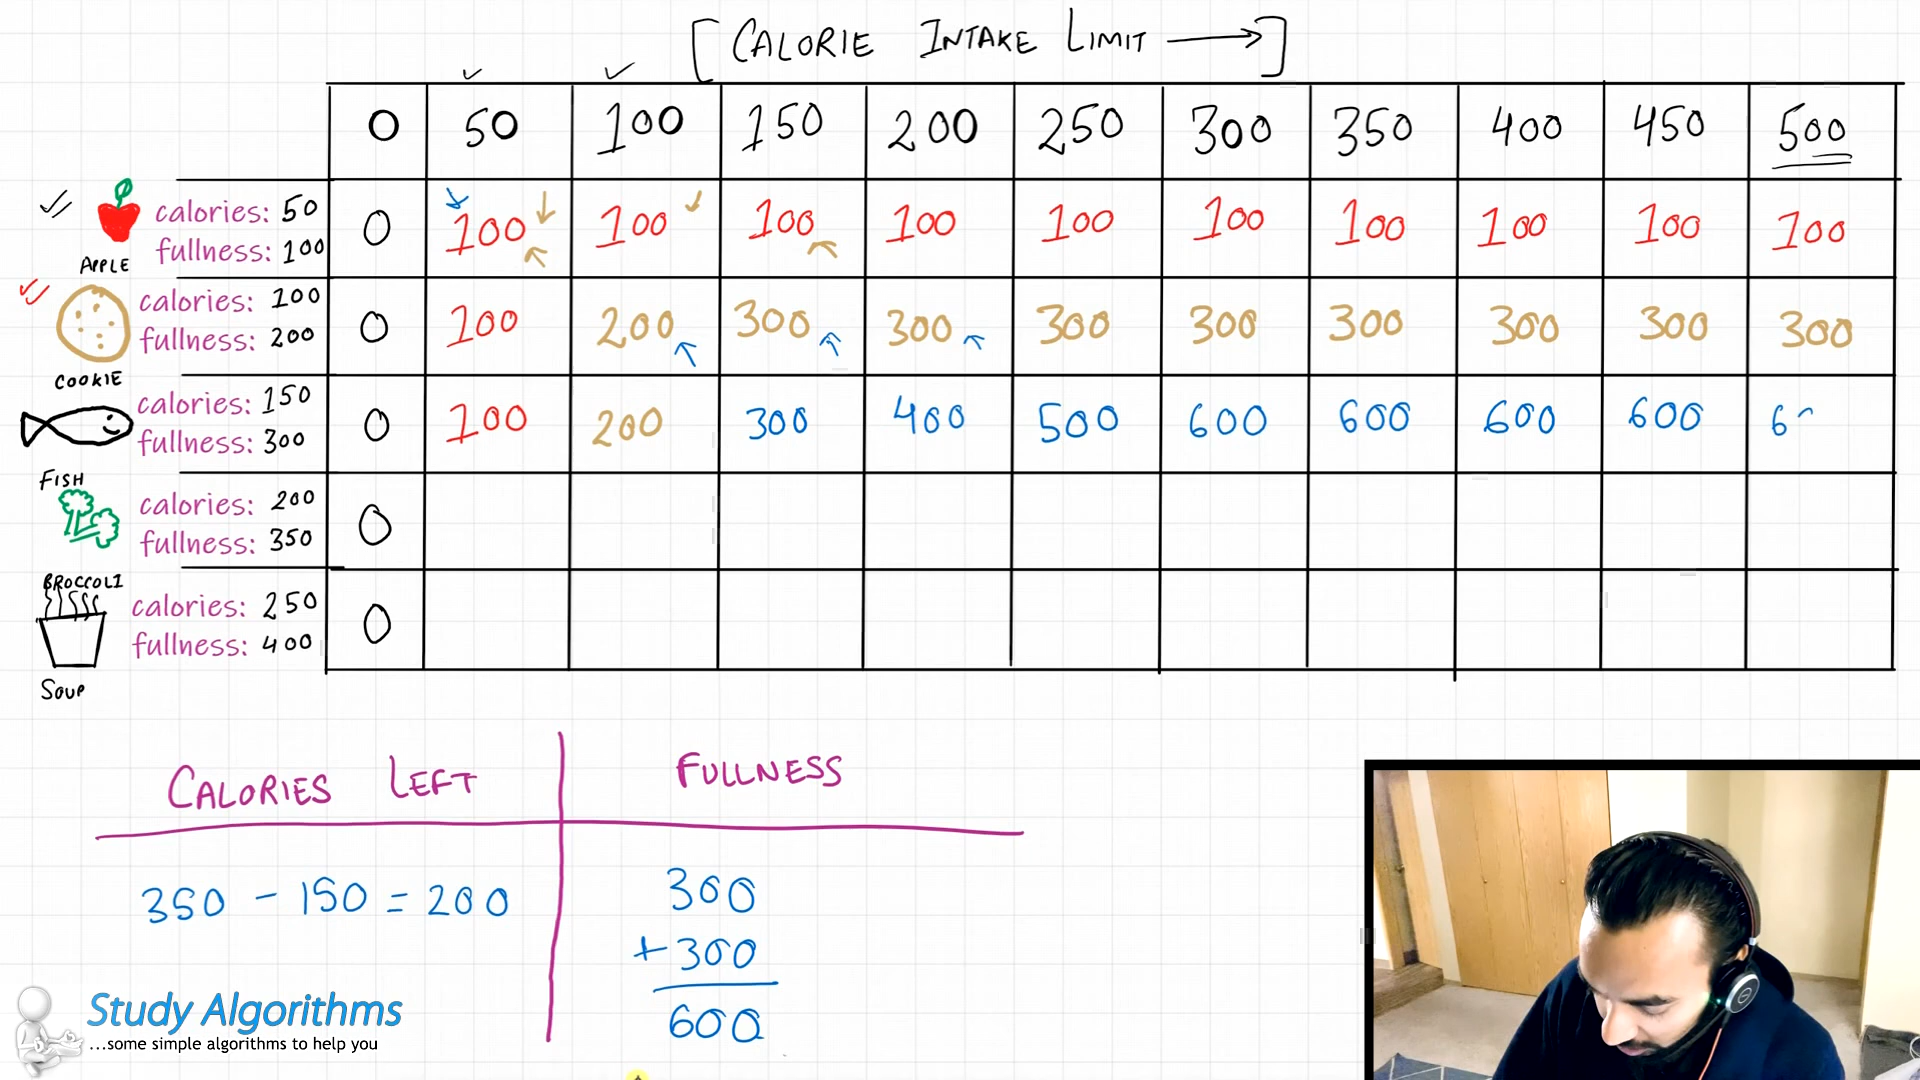 [ CALORIE INTAKE LIMIT → ]
0 50 100 150 200 250 300 350 400 450 500
calories: 50 0 100 100 100 100 100 100 100 100 100 100
fullness: 100
APPLE
calories: 100 0 100 200 300 300 300 300 300 300 300 300
fullness: 200
COOKIE
calories: 150 0 100 200 300 400 500 600 600 600 600 6
fullness: 300
FISH
calories: 200 0
fullness: 350
BROCCOLI
calories: 250 0
fullness: 400
SOUP
CALORIES LEFT FULLNESS
350 - 150 = 200 300
+300
600
Study Algorithms
...some simple algorithms to help you